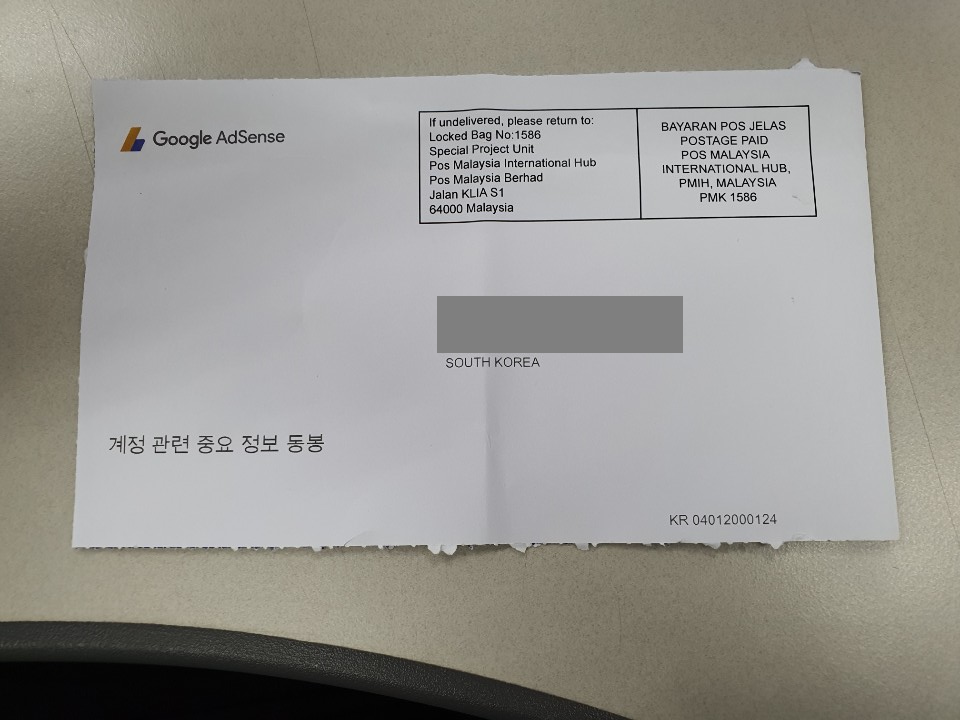 Google AdSense
If undelivered, please return to:
Locked Bag No:1586
Special Project Unit
Pos Malaysia International Hub
Pos Malaysia Berhad
Jalan KLIA S1
64000 Malaysia
BAYARAN POS JELAS
POSTAGE PAID
POS MALAYSIA
INTERNATIONAL HUB,
PMIH, MALAYSIA
PMK 1586
SOUTH KOREA
계정 관련 중요 정보 동봉
KR 04012000124